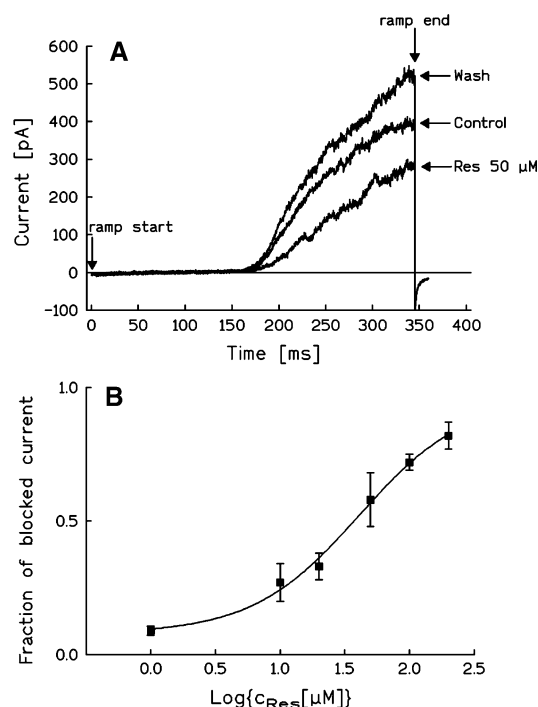 ramp end
A
600
500
400
300
200
100
0
-100
Current [pA]
Wash
Control
Res 50 μM
ramp start
0 50 100 150 200 250 300 350 400
Time [ms]
B
1.0
0.5
0.0
Fraction of blocked current
0.0 0.5 1.0 1.5 2.0 2.5
Log{cRes[μM]}